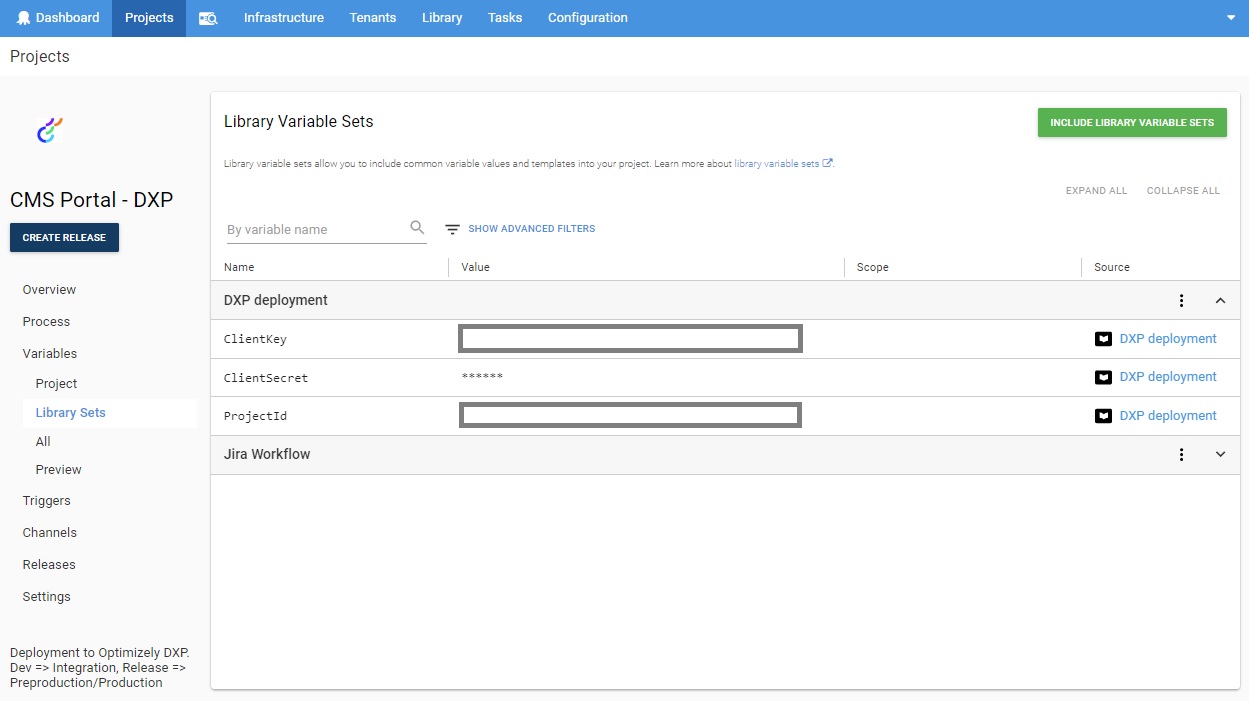 Dashboard Projects Infrastructure Tenants Library Tasks Configuration
Projects
CMS Portal - DXP
CREATE RELEASE
Overview
Process
Variables
Project
Library Sets
All
Preview
Triggers
Channels
Releases
Settings
Deployment to Optimizely DXP.
Dev => Integration, Release =>
Preproduction/Production
Library Variable Sets
INCLUDE LIBRARY VARIABLE SETS
Library variable sets allow you to include common variable values and templates into your project. Learn more about library variable sets.
EXPAND ALL COLLAPSE ALL
By variable name SHOW ADVANCED FILTERS
Name Value Scope Source
DXP deployment
ClientKey DXP deployment
ClientSecret ****** DXP deployment
ProjectId DXP deployment
Jira Workflow